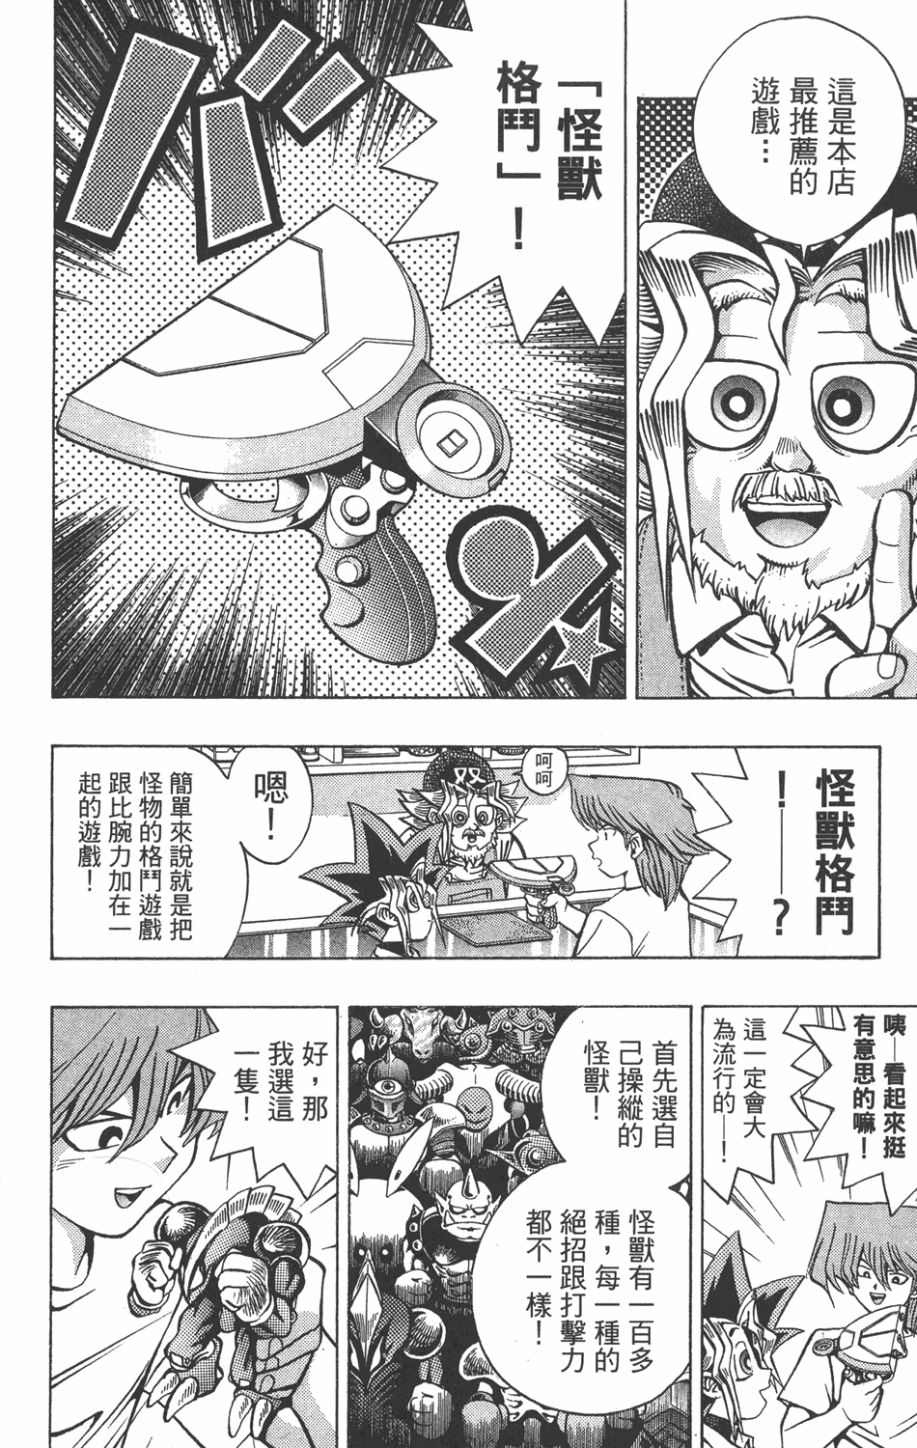 這是本店
最推薦的
遊戲…
「怪獸
格鬥」！
ババッ
怪獸格鬥
！——？
呵
呵
双
嗯！
簡單來說就是把
怪物的格鬥遊戲
跟比腕力加在一
起的遊戲！
咦—看起來挺
有意思的嘛！
這一定會大
為流行的—！
首先選自
己操縱的
怪獸！
怪獸有一百多
種，每一種的
絕招跟打擊力
都不一樣！
好，那
我選這
一隻！